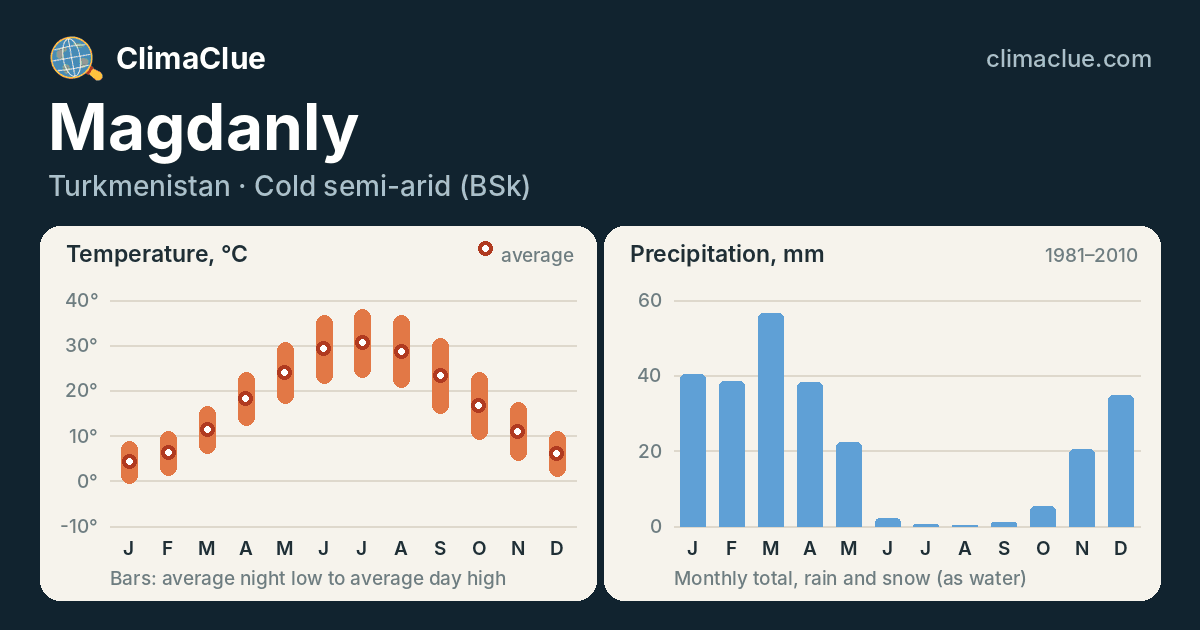 ClimaClue
climaclue.com
Magdanly
Turkmenistan · Cold semi-arid (BSk)
Temperature, °C
average
40°
30°
20°
10°
0°
-10°
J F M A M J J A S O N D
Bars: average night low to average day high
Precipitation, mm
1981–2010
60
40
20
0
J F M A M J J A S O N D
Monthly total, rain and snow (as water)